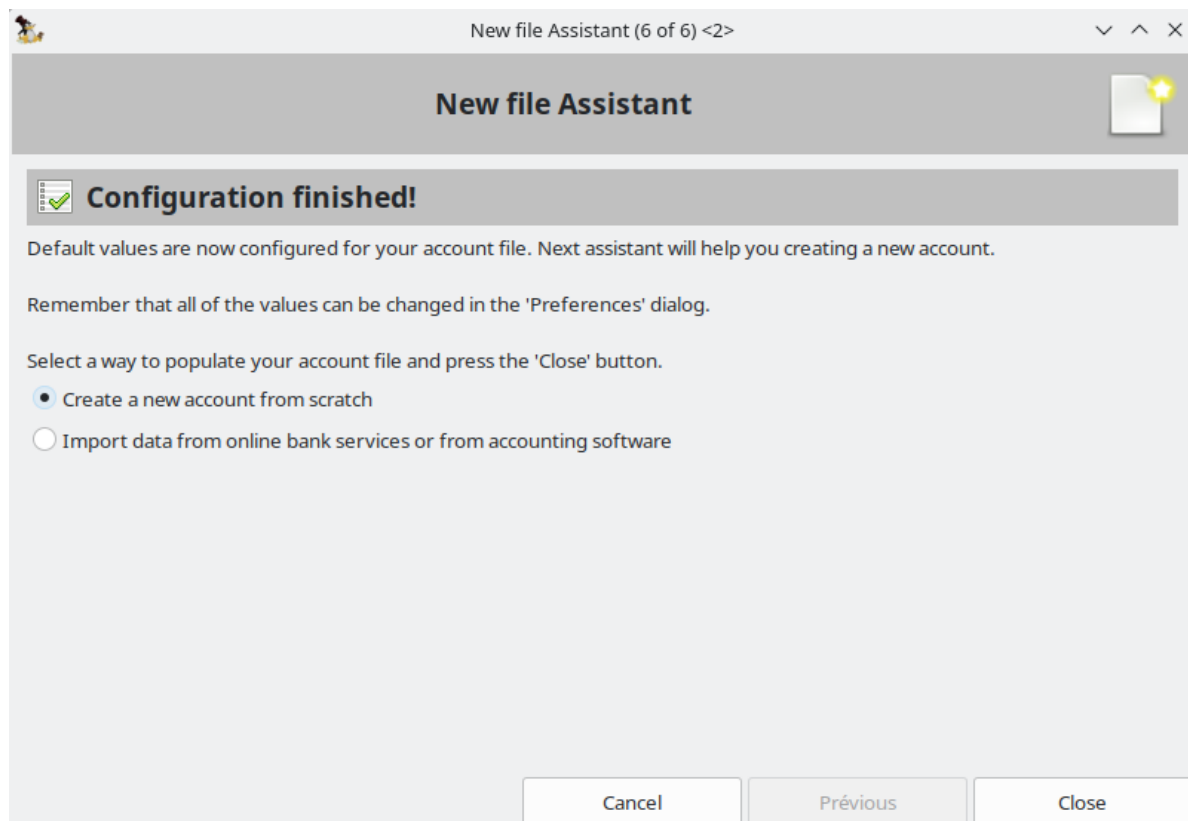 New file Assistant (6 of 6) <2>
New file Assistant
Configuration finished!
Default values are now configured for your account file. Next assistant will help you creating a new account.
Remember that all of the values can be changed in the 'Preferences' dialog.
Select a way to populate your account file and press the 'Close' button.
Create a new account from scratch
Import data from online bank services or from accounting software
Cancel
Prévious
Close